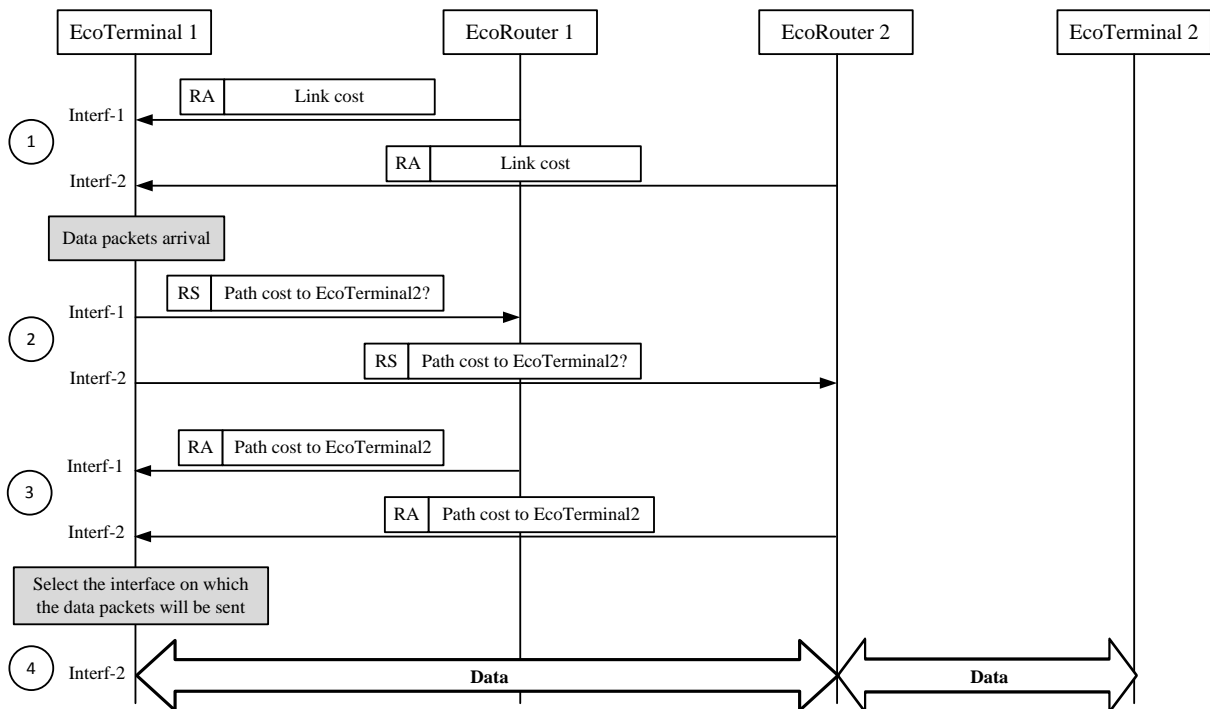 EcoTerminal 1
EcoRouter 1
EcoRouter 2
EcoTerminal 2
RA Link cost
Interf-1
1
RA Link cost
Interf-2
Data packets arrival
RS Path cost to EcoTerminal2?
Interf-1
2
RS Path cost to EcoTerminal2?
Interf-2
RA Path cost to EcoTerminal2
Interf-1
3
RA Path cost to EcoTerminal2
Interf-2
Select the interface on which
the data packets will be sent
4
Interf-2
Data
Data